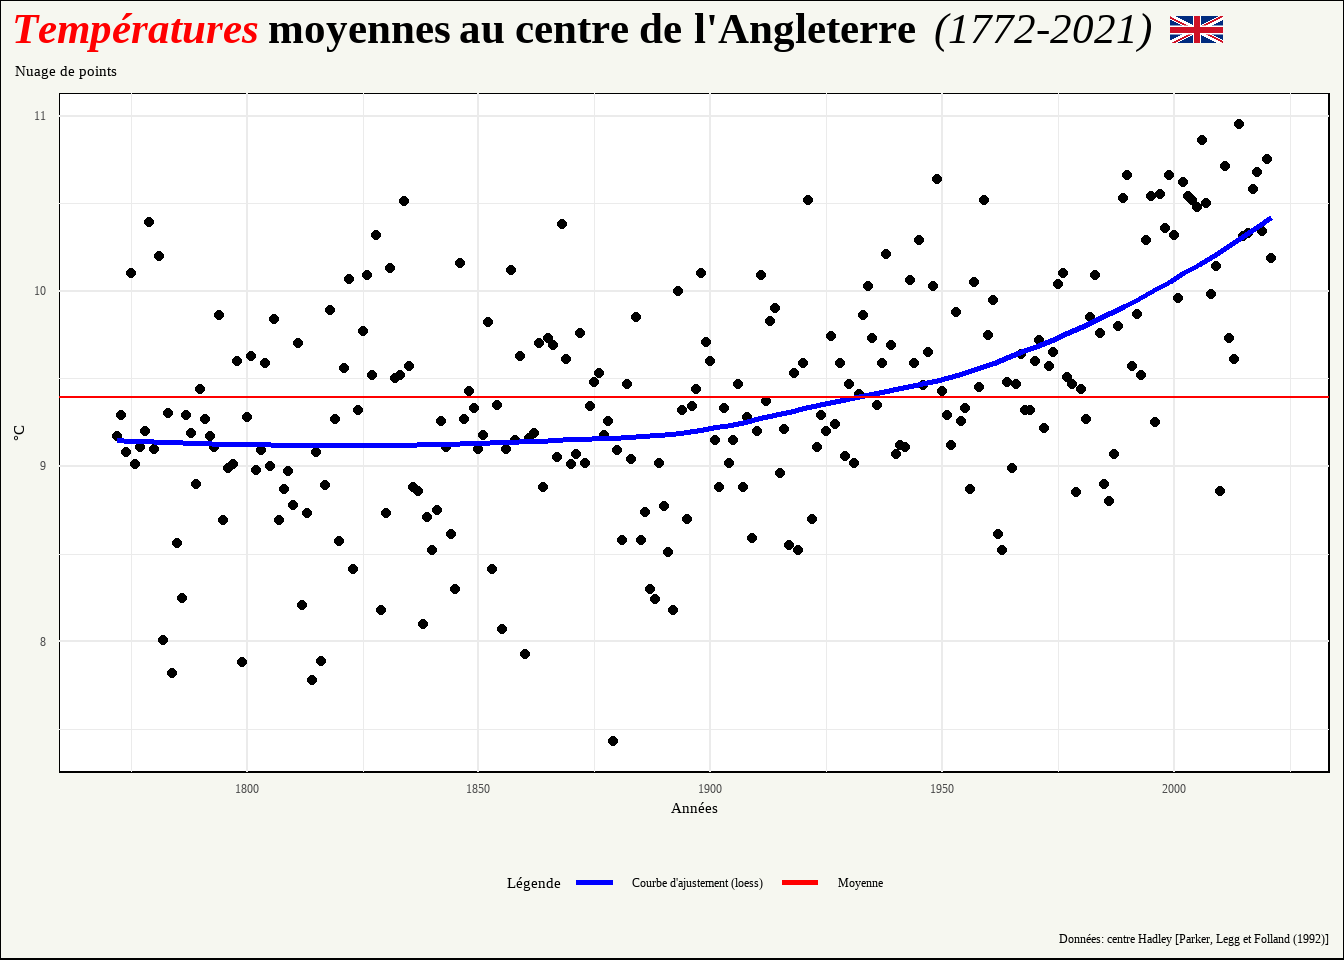 Températures moyennes au centre de l'Angleterre (1772-2021)
Nuage de points
11
10
9
8
°C
1800 1850 1900 1950 2000
Années
Légende Courbe d'ajustement (loess) Moyenne
Données: centre Hadley [Parker, Legg et Folland (1992)]